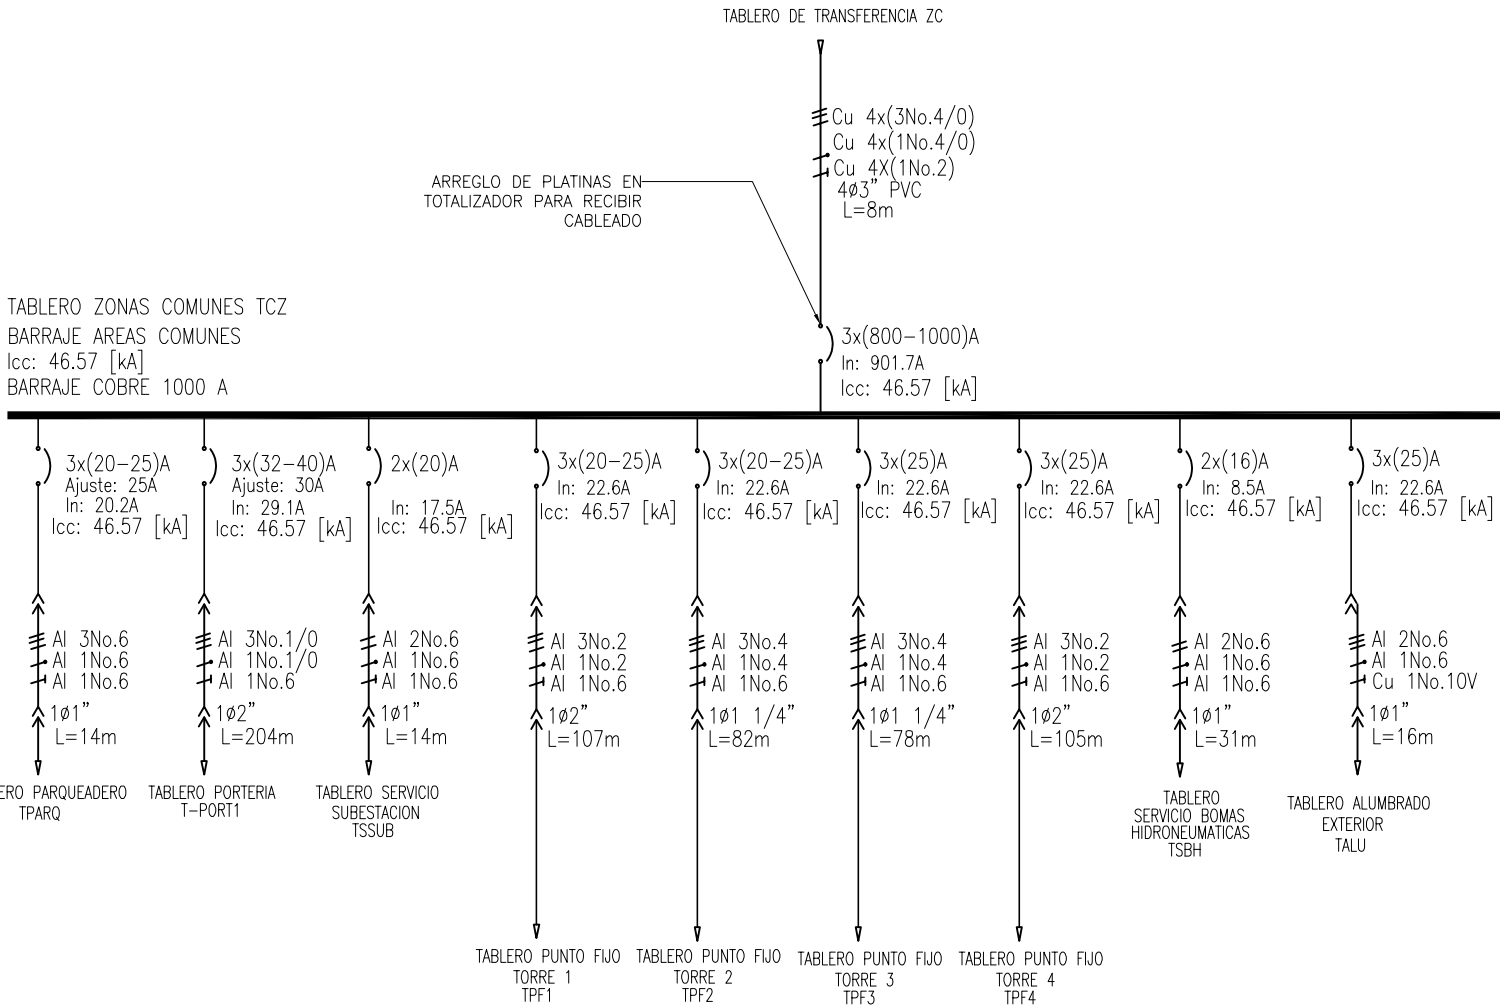 TABLERO DE TRANSFERENCIA ZC
Cu 4x(3No.4/0)
Cu 4x(1No.4/0)
Cu 4X(1No.2)
4ø3" PVC
L=8m
ARREGLO DE PLATINAS EN
TOTALIZADOR PARA RECIBIR
CABLEADO
TABLERO ZONAS COMUNES TCZ
BARRAJE AREAS COMUNES
Icc: 46.57 [kA]
BARRAJE COBRE 1000 A
3x(800-1000)A
In: 901.7A
Icc: 46.57 [kA]
3x(20-25)A
Ajuste: 25A
In: 20.2A
Icc: 46.57 [kA]
Al 3No.6
Al 1No.6
Al 1No.6
1ø1"
L=14m
ERO PARQUEADERO
TPARQ
3x(32-40)A
Ajuste: 30A
In: 29.1A
Icc: 46.57 [kA]
Al 3No.1/0
Al 1No.1/0
Al 1No.6
1ø2"
L=204m
TABLERO PORTERIA
T-PORT1
2x(20)A
In: 17.5A
Icc: 46.57 [kA]
Al 2No.6
Al 1No.6
Al 1No.6
1ø1"
L=14m
TABLERO SERVICIO
SUBESTACION
TSSUB
3x(20-25)A
In: 22.6A
Icc: 46.57 [kA]
Al 3No.2
Al 1No.2
Al 1No.6
1ø2"
L=107m
TABLERO PUNTO FIJO
TORRE 1
TPF1
3x(20-25)A
In: 22.6A
Icc: 46.57 [kA]
Al 3No.4
Al 1No.4
Al 1No.6
1ø1 1/4"
L=82m
TABLERO PUNTO FIJO
TORRE 2
TPF2
3x(25)A
In: 22.6A
Icc: 46.57 [kA]
Al 3No.4
Al 1No.4
Al 1No.6
1ø1 1/4"
L=78m
TABLERO PUNTO FIJO
TORRE 3
TPF3
3x(25)A
In: 22.6A
Icc: 46.57 [kA]
Al 3No.2
Al 1No.2
Al 1No.6
1ø2"
L=105m
TABLERO PUNTO FIJO
TORRE 4
TPF4
2x(16)A
In: 8.5A
Icc: 46.57 [kA]
Al 2No.6
Al 1No.6
Al 1No.6
1ø1"
L=31m
TABLERO
SERVICIO BOMAS
HIDRONEUMATICAS
TSBH
3x(25)A
In: 22.6A
Icc: 46.57 [kA]
Al 2No.6
Al 1No.6
Cu 1No.10V
1ø1"
L=16m
TABLERO ALUMBRADO
EXTERIOR
TALU